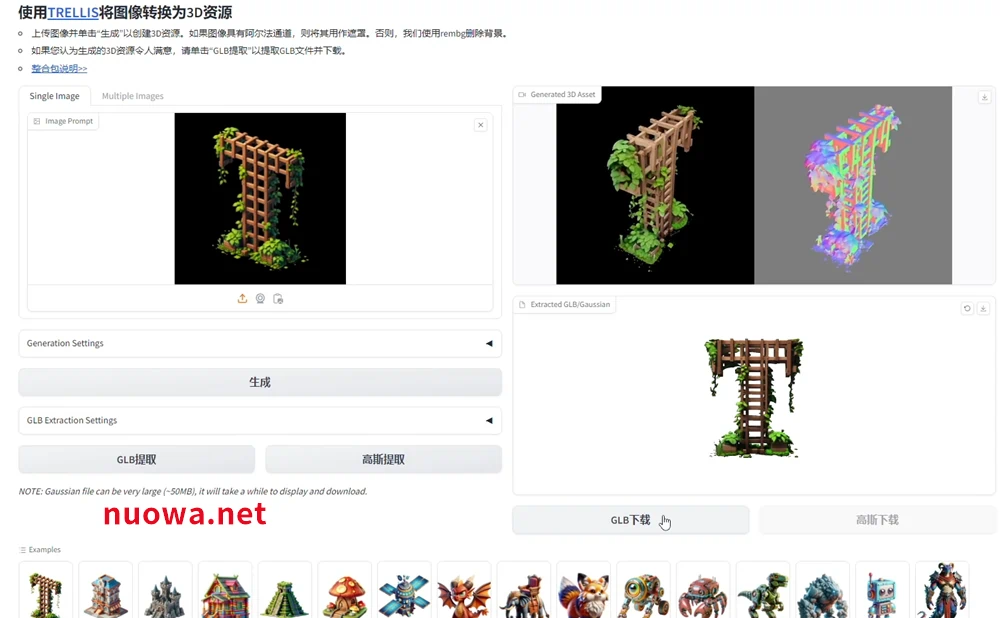 使用TRELLIS将图像转换为3D资源
上传图像并单击“生成”以创建3D资源。如果图像具有阿尔法通道，则将其用作遮罩。否则，我们使用rembg删除背景。
如果您认为生成的3D资源令人满意，请单击“GLB提取”以提取GLB文件并下载。
整合包说明>>
Single Image
Multiple Images
Image Prompt
Generated 3D Asset
Extracted GLB/Gaussian
Generation Settings
生成
GLB Extraction Settings
GLB提取
高斯提取
NOTE: Gaussian file can be very large (~50MB), it will take a while to display and download.
nuowa.net
GLB下载
高斯下载
Examples